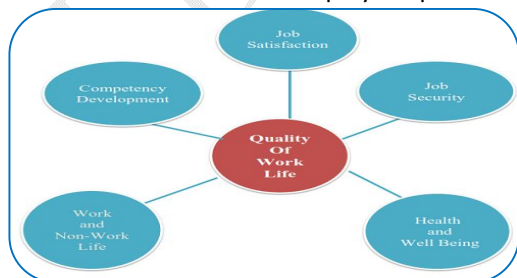 Job
Satisfaction
Competency
Development
Job
Security
Quality
Of
Work
Life
Work
and
Non-Work
Life
Health
and
Well Being